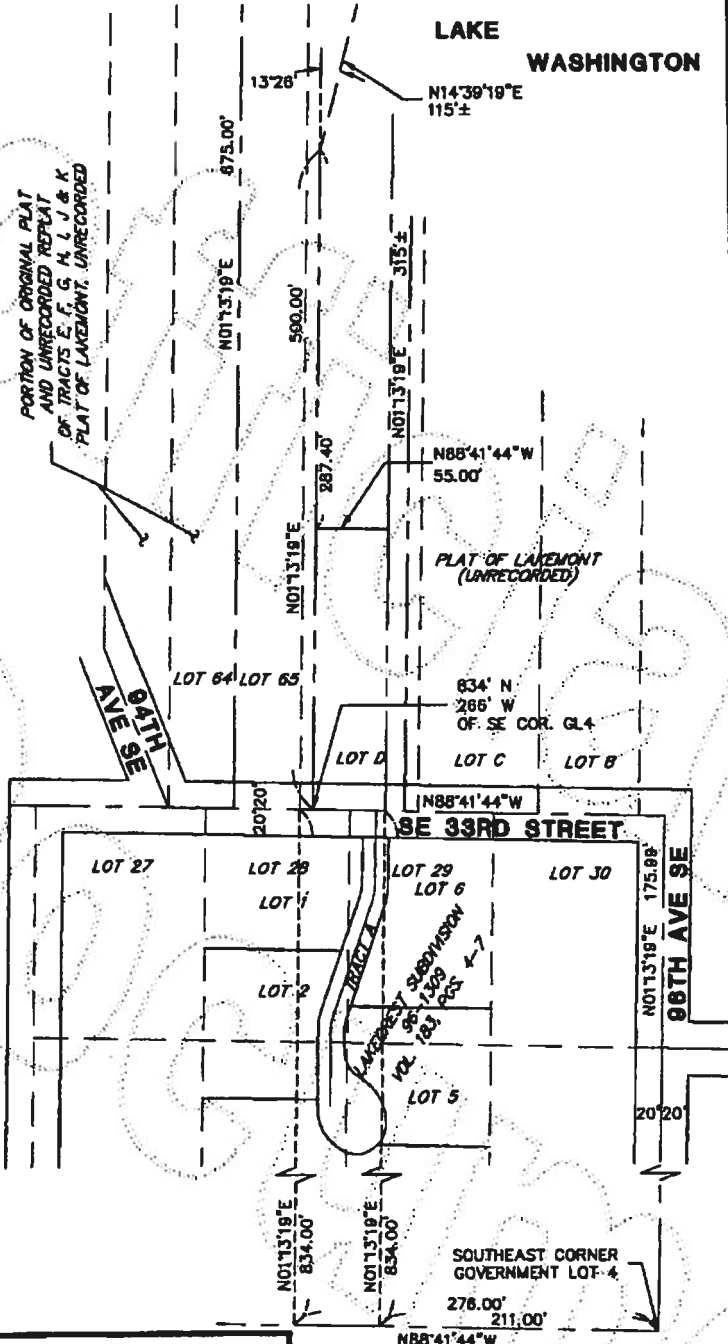 LAKE
WASHINGTON
13°26'
N14°39'19"E
115'±
PORTION OF ORIGINAL PLAT
AND UNRECORDED REPLAT
OF TRACTS E, F, G, H, I, J & K
PLAT OF LAKEMONT, UNRECORDED
N01°13'19"E 675.00'
N01°13'19"E 590.00'
287.40'
N01°13'19"E 315'±
N88°41'44"W
55.00'
PLAT OF LAKEMONT
(UNRECORDED)
94TH
AVE SE
LOT 64
LOT 65
834' N
266' W
OF SE COR. GL4
LOT D
LOT C
LOT B
N88°41'44"W
20' 20'
SE 33RD STREET
LOT 27
LOT 28
LOT 29
LOT 30
LOT 1
LOT 6
LOT 2
TRACT A
LAKECREST SUBDIVISION
96-1309
VOL. 183, PGS. 4-7
LOT 5
N01°13'19"E 175.99'
96TH AVE SE
20' 20'
N01°13'19"E
834.00'
N01°13'19"E
834.00'
SOUTHEAST CORNER
GOVERNMENT LOT 4
276.00'
211.00'
N88°41'44"W